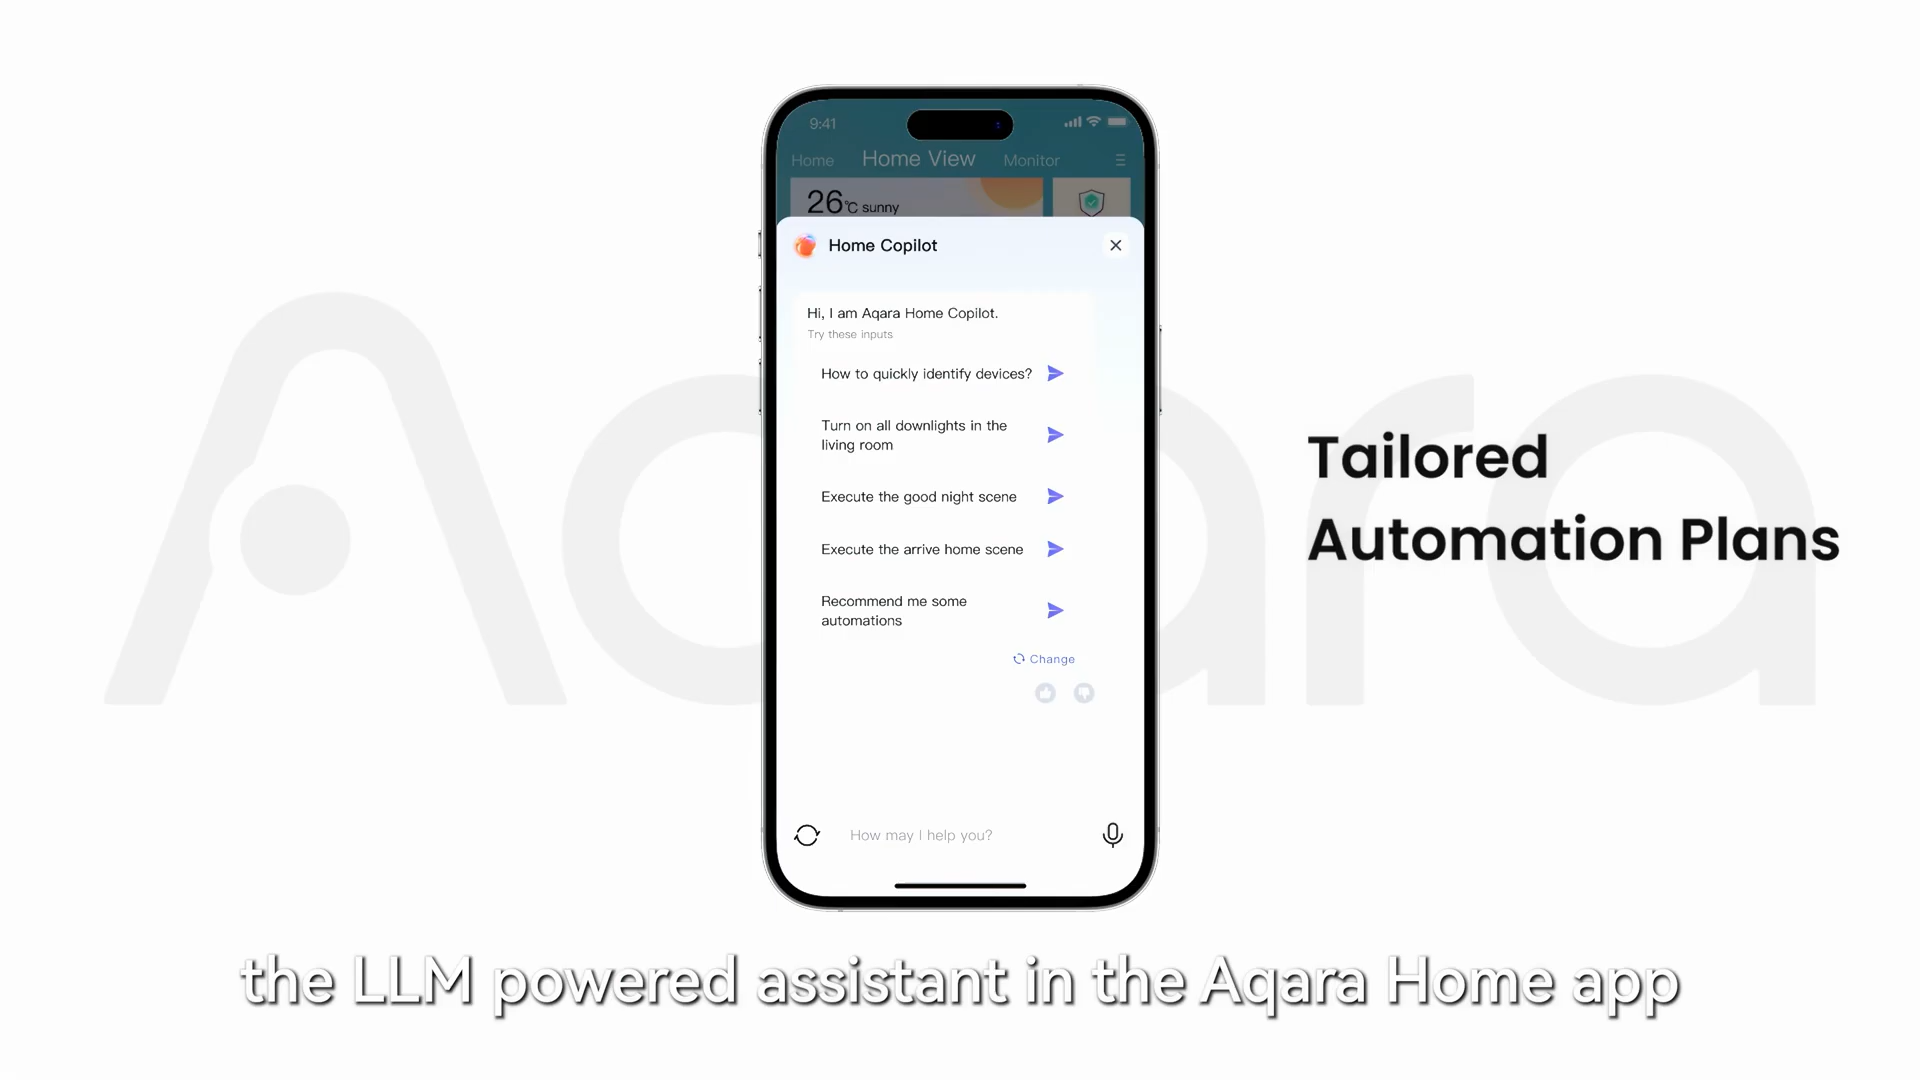 Aqara
9:41
Home Home View Monitor
26°C sunny
Home Copilot
Hi, I am Aqara Home Copilot.
Try these inputs
How to quickly identify devices?
Turn on all downlights in the
living room
Execute the good night scene
Execute the arrive home scene
Recommend me some
automations
Change
How may I help you?
Tailored
Automation Plans
the LLM powered assistant in the Aqara Home app